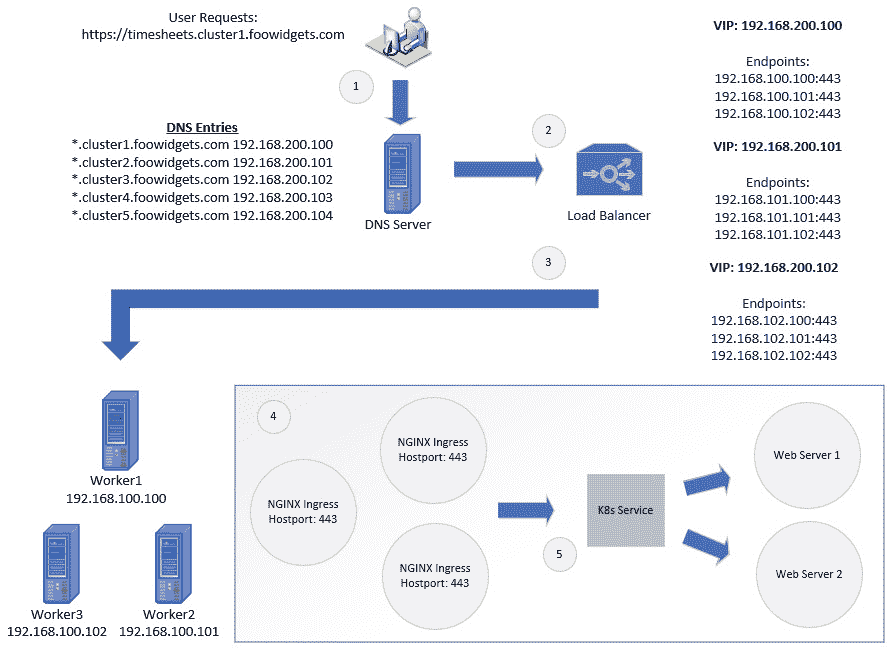 User Requests:
https://timesheets.cluster1.foowidgets.com
1
DNS Entries
*.cluster1.foowidgets.com 192.168.200.100
*.cluster2.foowidgets.com 192.168.200.101
*.cluster3.foowidgets.com 192.168.200.102
*.cluster4.foowidgets.com 192.168.200.103
*.cluster5.foowidgets.com 192.168.200.104
DNS Server
2
Load Balancer
VIP: 192.168.200.100
Endpoints:
192.168.100.100:443
192.168.100.101:443
192.168.100.102:443
VIP: 192.168.200.101
Endpoints:
192.168.101.100:443
192.168.101.101:443
192.168.101.102:443
VIP: 192.168.200.102
Endpoints:
192.168.102.100:443
192.168.102.101:443
192.168.102.102:443
3
Worker1
192.168.100.100
Worker3
192.168.100.102
Worker2
192.168.100.101
4
NGINX Ingress
Hostport: 443
NGINX Ingress
Hostport: 443
NGINX Ingress
Hostport: 443
5
K8s Service
Web Server 1
Web Server 2